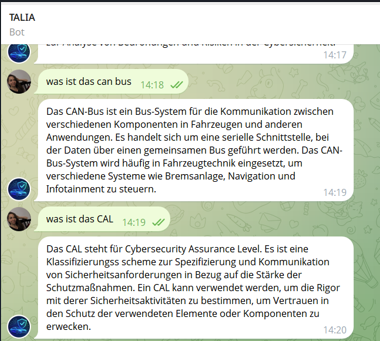 TALIA
Bot
zur Analyse von Bedrohungen und Risiken in der Cybersicherheit.
14:17
was ist das can bus 14:18
Das CAN-Bus ist ein Bus-System für die Kommunikation zwischen
verschiedenen Komponenten in Fahrzeugen und anderen
Anwendungen. Es handelt sich um eine serielle Schnittstelle, bei
der Daten über einen gemeinsamen Bus geführt werden. Das CAN-
Bus-System wird häufig in Fahrzeugtechnik eingesetzt, um
verschiedene Systeme wie Bremsanlage, Navigation und
Infotainment zu steuern.
14:19
was ist das CAL 14:19
Das CAL steht für Cybersecurity Assurance Level. Es ist eine
Klassifizierungss scheme zur Spezifizierung und Kommunikation
von Sicherheitsanforderungen in Bezug auf die Stärke der
Schutzmaßnahmen. Ein CAL kann verwendet werden, um die Rigor
mit derer Sicherheitsaktivitäten zu bestimmen, um Vertrauen in
den Schutz der verwendeten Elemente oder Komponenten zu
erwecken.
14:20